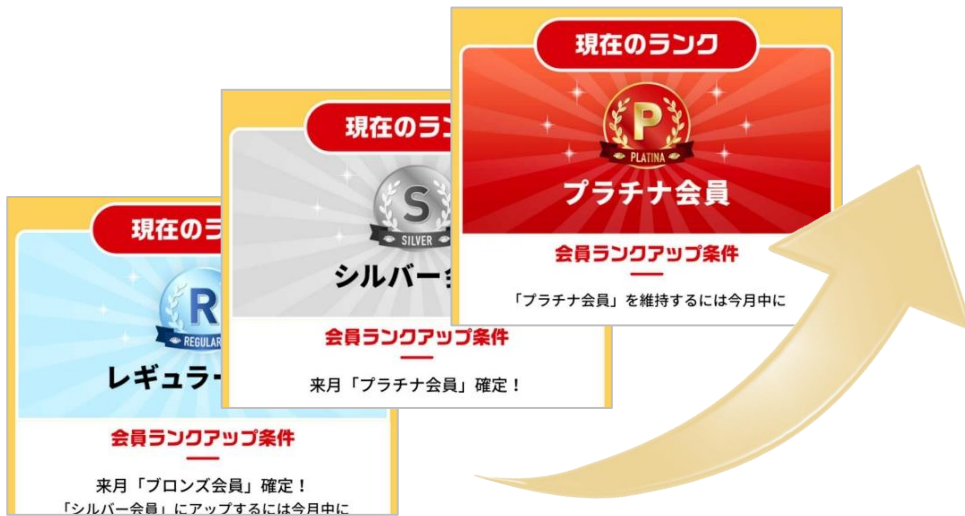 現在のランク
P
PLATINA
プラチナ会員
会員ランクアップ条件
「プラチナ会員」を維持するには今月中に
現在のラン
S
SILVER
シルバー会
会員ランクアップ条件
来月「プラチナ会員」確定！
現在の
R
REGULAR
レギュラー
会員ランクアップ条件
来月「ブロンズ会員」確定！
「シルバー会員」にアップするには今月中に